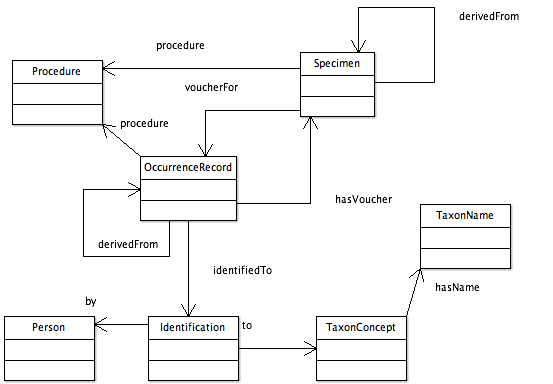 derivedFrom
procedure
Procedure
Specimen
voucherFor
procedure
OccurrenceRecord
hasVoucher
TaxonName
derivedFrom
identifiedTo
hasName
by
Person
Identification
to
TaxonConcept